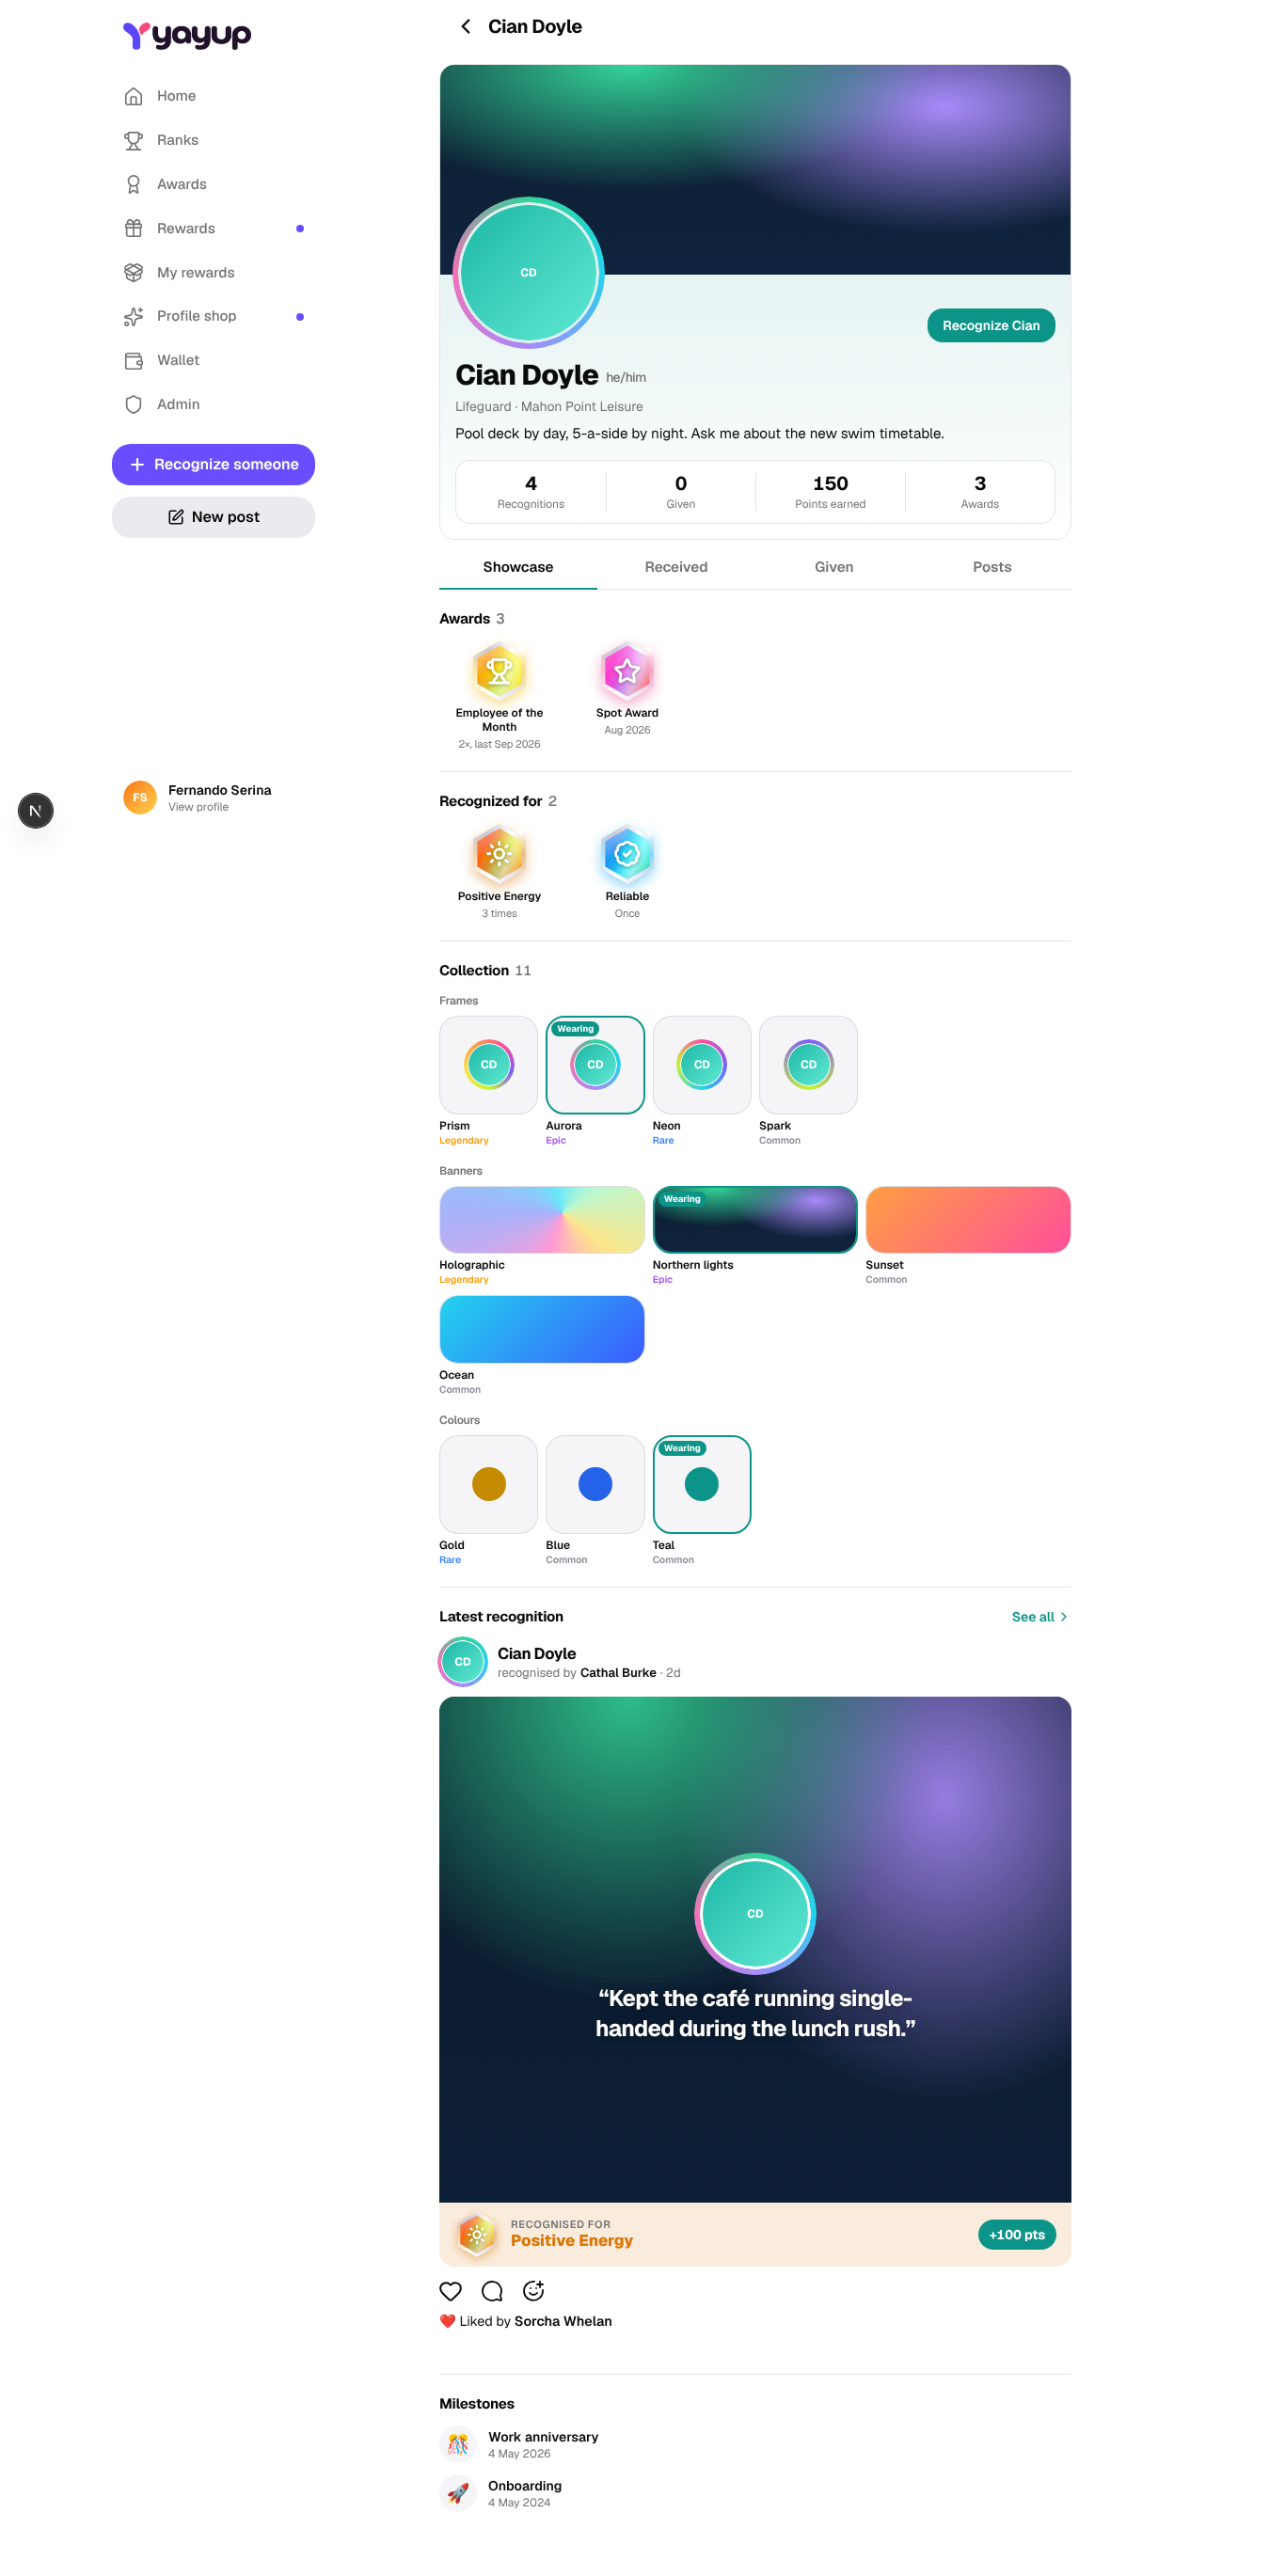 yayup
Home
Ranks
Awards
Rewards
My rewards
Profile shop
Wallet
Admin
Recognize someone
New post
FS
Fernando Serina
View profile
N
Cian Doyle
CD
Recognize Cian
Cian Doyle he/him
Lifeguard · Mahon Point Leisure
Pool deck by day, 5-a-side by night. Ask me about the new swim timetable.
4 0 150 3
Recognitions Given Points earned Awards
Showcase Received Given Posts
Awards 3
Employee of the
Month
2×, last Sep 2026
Spot Award
Aug 2026
Recognized for 2
Positive Energy
3 times
Reliable
Once
Collection 11
Frames
Wearing
CD CD CD CD
Prism Aurora Neon Spark
Legendary Epic Rare Common
Banners
Wearing
Holographic Northern lights Sunset
Legendary Epic Common
Ocean
Common
Colours
Wearing
Gold Blue Teal
Rare Common Common
Latest recognition See all
CD
Cian Doyle
recognised by Cathal Burke · 2d
CD
“Kept the café running single-
handed during the lunch rush.”
RECOGNISED FOR
Positive Energy
+100 pts
❤️ Liked by Sorcha Whelan
Milestones
Work anniversary
4 May 2026
Onboarding
4 May 2024